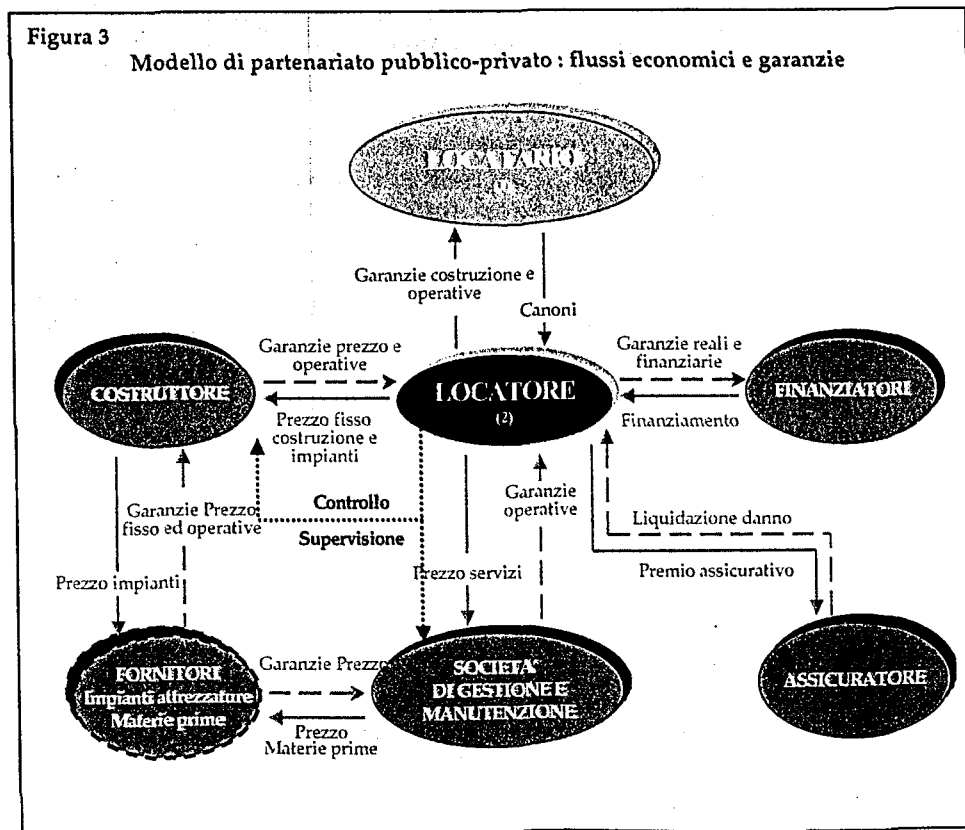 Figura 3
Modello di partenariato pubblico-privato : flussi economici e garanzie
LOCATARIO
(1)
Garanzie costruzione e
operative
Canoni
Garanzie prezzo e
operative
Garanzie reali e
finanziarie
COSTRUTTORE
LOCATORE
(2)
FINANZIATORE
Prezzo fisso
costruzione e
impianti
Finanziamento
Garanzie Prezzo
fisso ed operative
Controllo
Supervisione
Garanzie
operative
Liquidazione danno
Prezzo impianti
Prezzo servizi
Premio assicurativo
FORNITORI
Impianti attrezzature
Materie prime
Garanzie Prezzo
Prezzo
Materie prime
SOCIETA'
DI GESTIONE E
MANUTENZIONE
ASSICURATORE